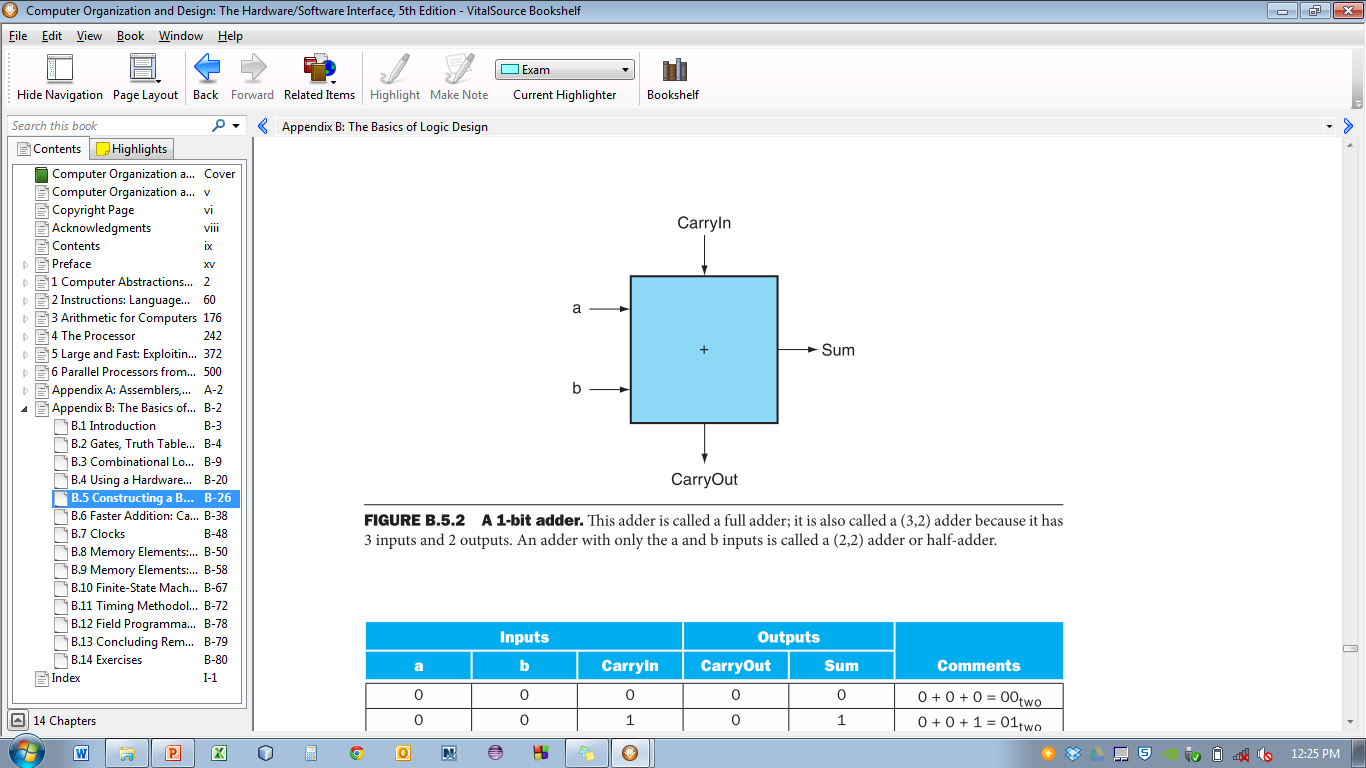 Computer Organization and Design: The Hardware/Software Interface, 5th Edition - VitalSource Bookshelf
File Edit View Book Window Help
Hide Navigation Page Layout Back Forward Related Items Highlight Make Note Exam Current Highlighter Bookshelf
Search this book
Appendix B: The Basics of Logic Design
Contents Highlights
Computer Organization a... Cover
Computer Organization a... v
Copyright Page vi
Acknowledgments viii
Contents ix
Preface xv
1 Computer Abstractions... 2
2 Instructions: Language... 60
3 Arithmetic for Computers 176
4 The Processor 242
5 Large and Fast: Exploitin... 372
6 Parallel Processors from... 500
Appendix A: Assemblers,... A-2
Appendix B: The Basics of... B-2
B.1 Introduction B-3
B.2 Gates, Truth Table... B-4
B.3 Combinational Lo... B-9
B.4 Using a Hardware... B-20
B.5 Constructing a B... B-26
B.6 Faster Addition: Ca... B-38
B.7 Clocks B-48
B.8 Memory Elements:... B-50
B.9 Memory Elements:... B-58
B.10 Finite-State Mach... B-67
B.11 Timing Methodol... B-72
B.12 Field Programma... B-78
B.13 Concluding Rem... B-79
B.14 Exercises B-80
Index I-1
14 Chapters
CarryIn
a
+
Sum
b
CarryOut
FIGURE B.5.2 A 1-bit adder. This adder is called a full adder; it is also called a (3,2) adder because it has
3 inputs and 2 outputs. An adder with only the a and b inputs is called a (2,2) adder or half-adder.
Inputs Outputs
a b CarryIn CarryOut Sum Comments
0 0 0 0 0 0 + 0 + 0 = 00two
0 0 1 0 1 0 + 0 + 1 = 01two
12:25 PM